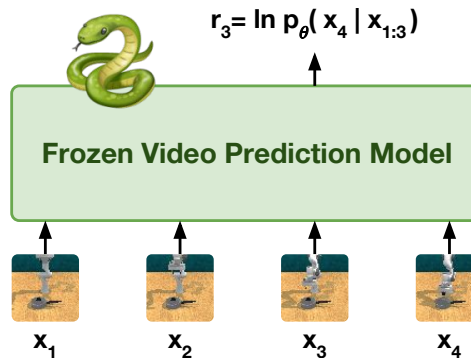 r₃= ln p_θ( x₄ | x₁:₃ )
Frozen Video Prediction Model
x₁ x₂ x₃ x₄